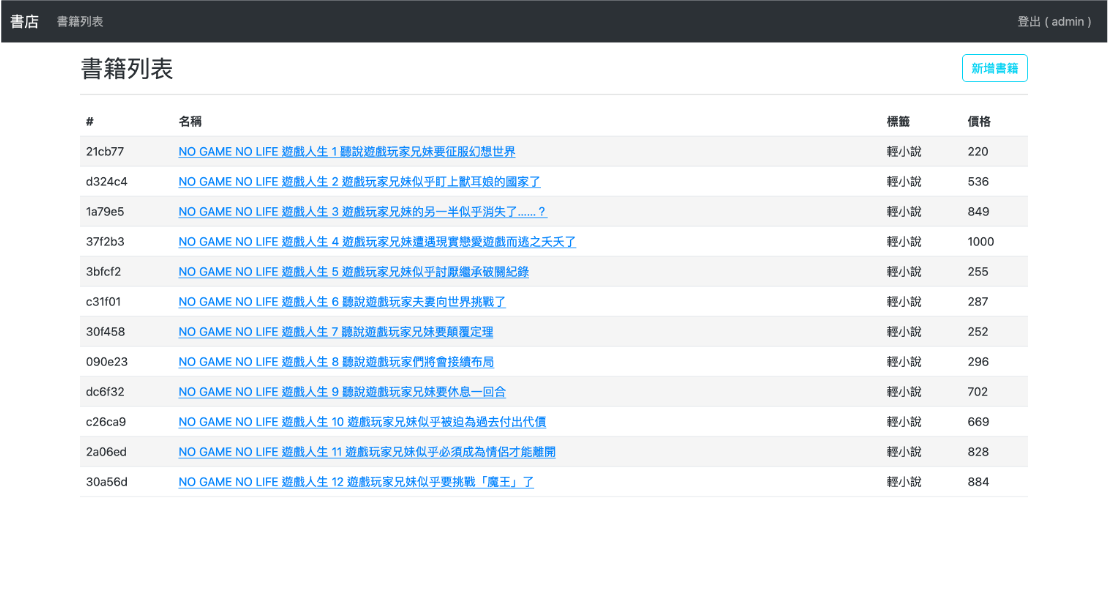 書店 書籍列表 登出 ( admin )
書籍列表 新增書籍
# 名稱 標籤 價格
21cb77 NO GAME NO LIFE 遊戲人生 1 聽說遊戲玩家兄妹要征服幻想世界 輕小說 220
d324c4 NO GAME NO LIFE 遊戲人生 2 遊戲玩家兄妹似乎盯上獸耳娘的國家了 輕小說 536
1a79e5 NO GAME NO LIFE 遊戲人生 3 遊戲玩家兄妹的另一半似乎消失了……？ 輕小說 849
37f2b3 NO GAME NO LIFE 遊戲人生 4 遊戲玩家兄妹遭遇現實戀愛遊戲而逃之夭夭了 輕小說 1000
3bfcf2 NO GAME NO LIFE 遊戲人生 5 遊戲玩家兄妹似乎討厭繼承破關紀錄 輕小說 255
c31f01 NO GAME NO LIFE 遊戲人生 6 聽說遊戲玩家夫妻向世界挑戰了 輕小說 287
30f458 NO GAME NO LIFE 遊戲人生 7 聽說遊戲玩家兄妹要顛覆定理 輕小說 252
090e23 NO GAME NO LIFE 遊戲人生 8 聽說遊戲玩家們將會接續布局 輕小說 296
dc6f32 NO GAME NO LIFE 遊戲人生 9 聽說遊戲玩家兄妹要休息一回合 輕小說 702
c26ca9 NO GAME NO LIFE 遊戲人生 10 遊戲玩家兄妹似乎被迫為過去付出代價 輕小說 669
2a06ed NO GAME NO LIFE 遊戲人生 11 遊戲玩家兄妹似乎必須成為情侶才能離開 輕小說 828
30a56d NO GAME NO LIFE 遊戲人生 12 遊戲玩家兄妹似乎要挑戰「魔王」了 輕小說 884